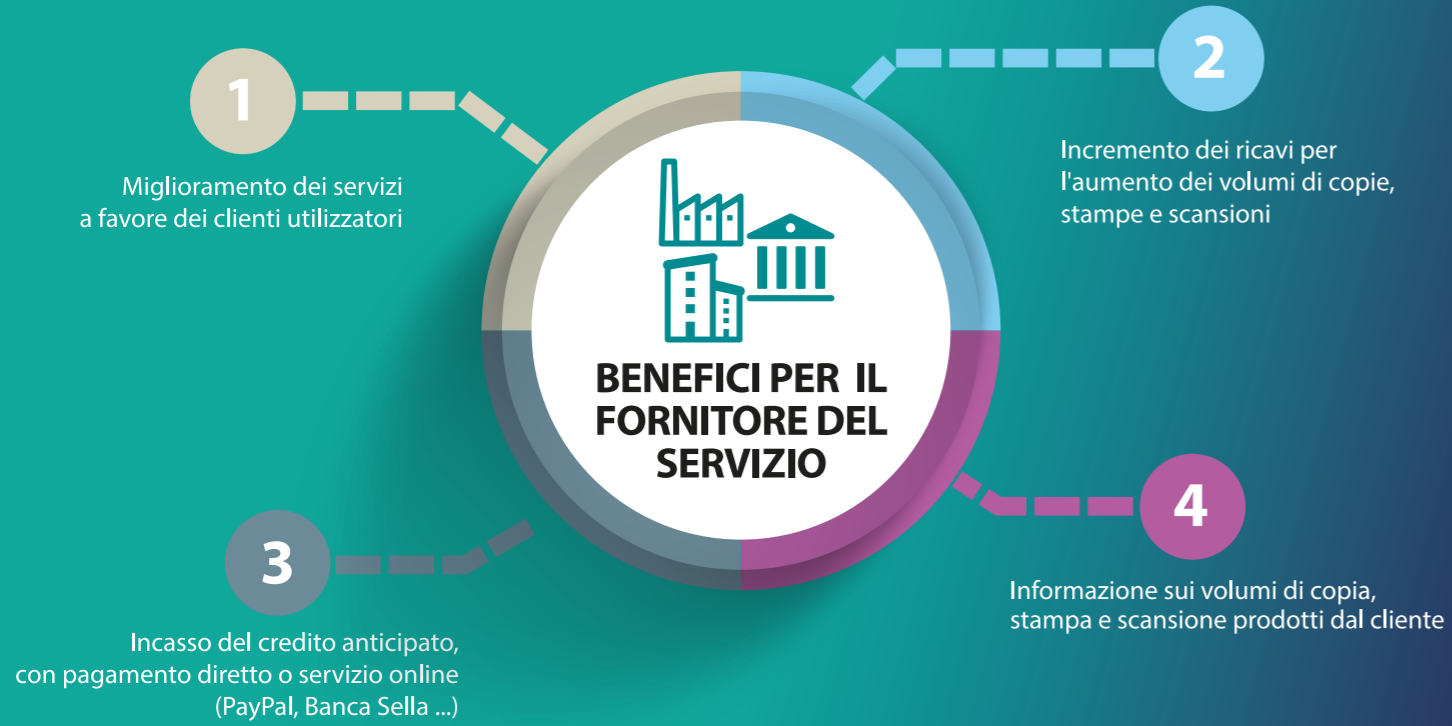 1
Miglioramento dei servizi
a favore dei clienti utilizzatori
2
Incremento dei ricavi per
l'aumento dei volumi di copie,
stampe e scansioni
BENEFICI PER IL
FORNITORE DEL
SERVIZIO
3
Incasso del credito anticipato,
con pagamento diretto o servizio online
(PayPal, Banca Sella ...)
4
Informazione sui volumi di copia,
stampa e scansione prodotti dal cliente